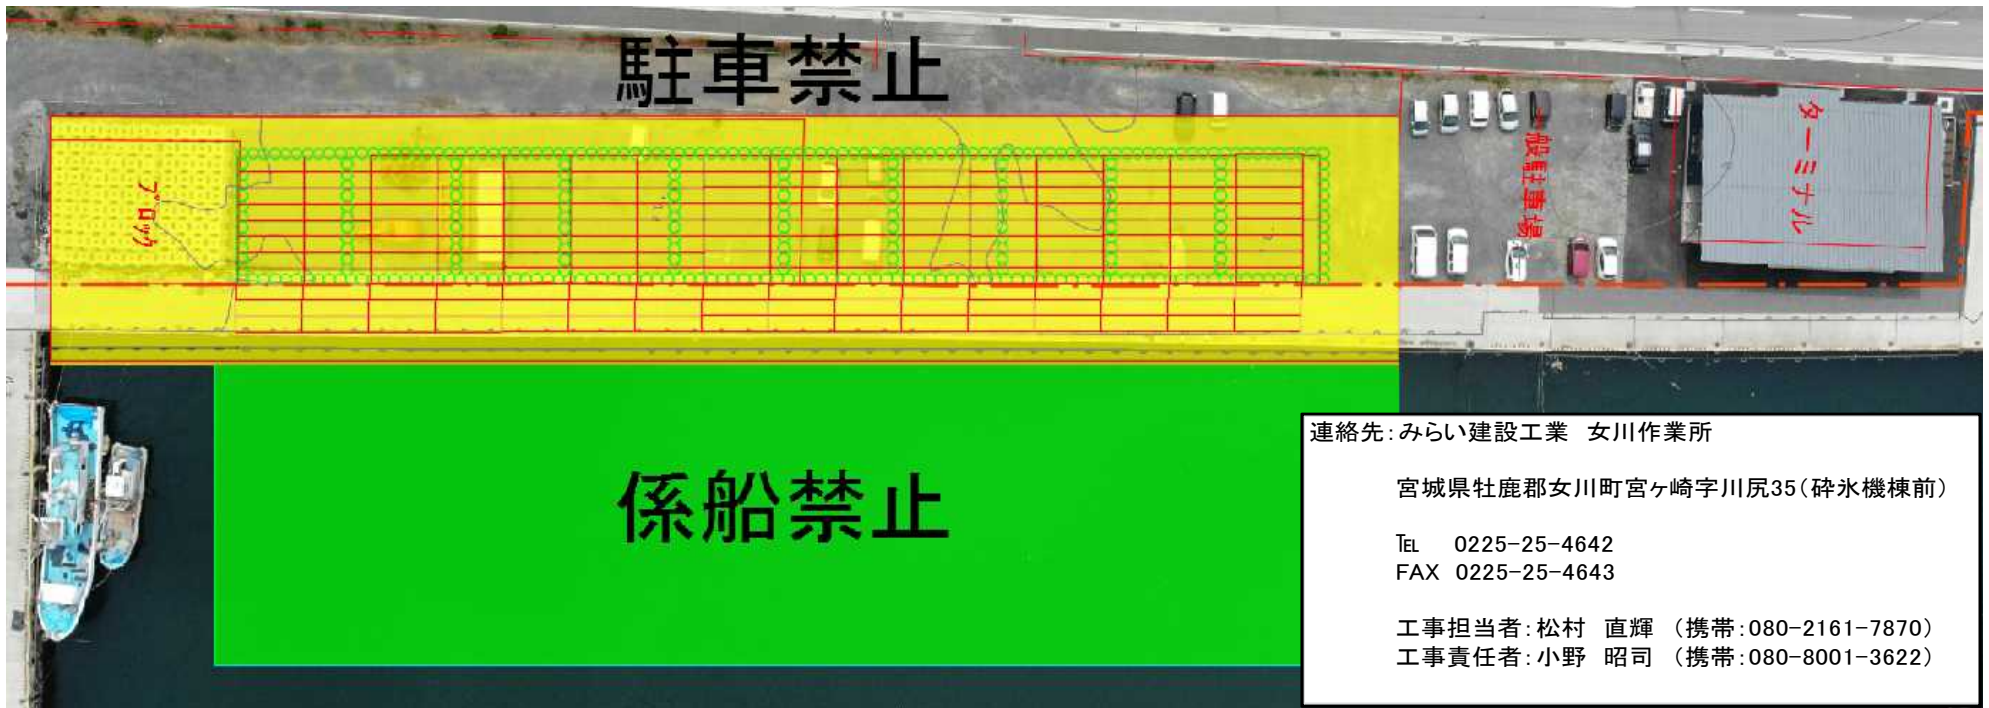 駐車禁止
ブロック
一般駐車場
ターミナル
係船禁止
連絡先：みらい建設工業　女川作業所
宮城県牡鹿郡女川町宮ヶ崎字川尻35（砕氷機棟前）
℡　0225-25-4642
FAX 0225-25-4643
工事担当者：松村　直輝　（携帯：080-2161-7870）
工事責任者：小野　昭司　（携帯：080-8001-3622）